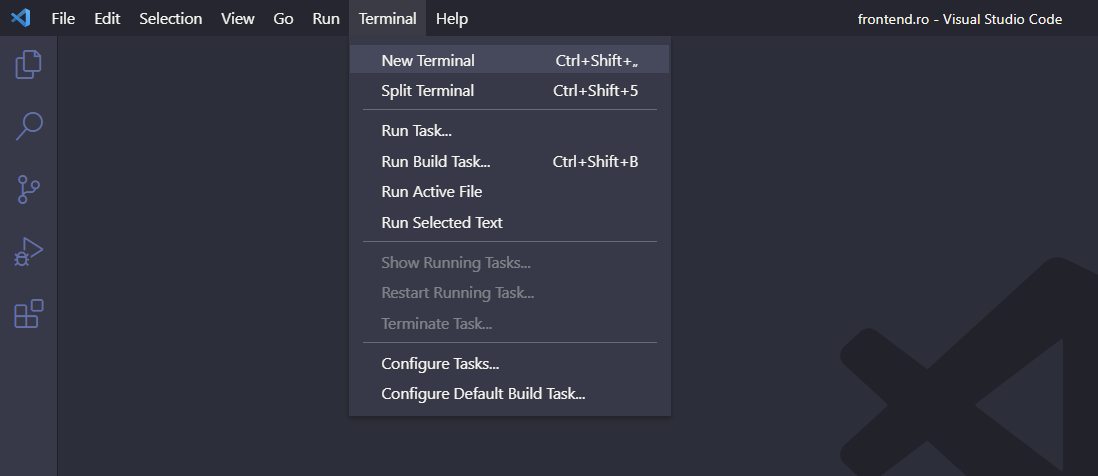 File Edit Selection View Go Run Terminal Help frontend.ro - Visual Studio Code
New Terminal Ctrl+Shift+„
Split Terminal Ctrl+Shift+5
Run Task...
Run Build Task... Ctrl+Shift+B
Run Active File
Run Selected Text
Show Running Tasks...
Restart Running Task...
Terminate Task...
Configure Tasks...
Configure Default Build Task...